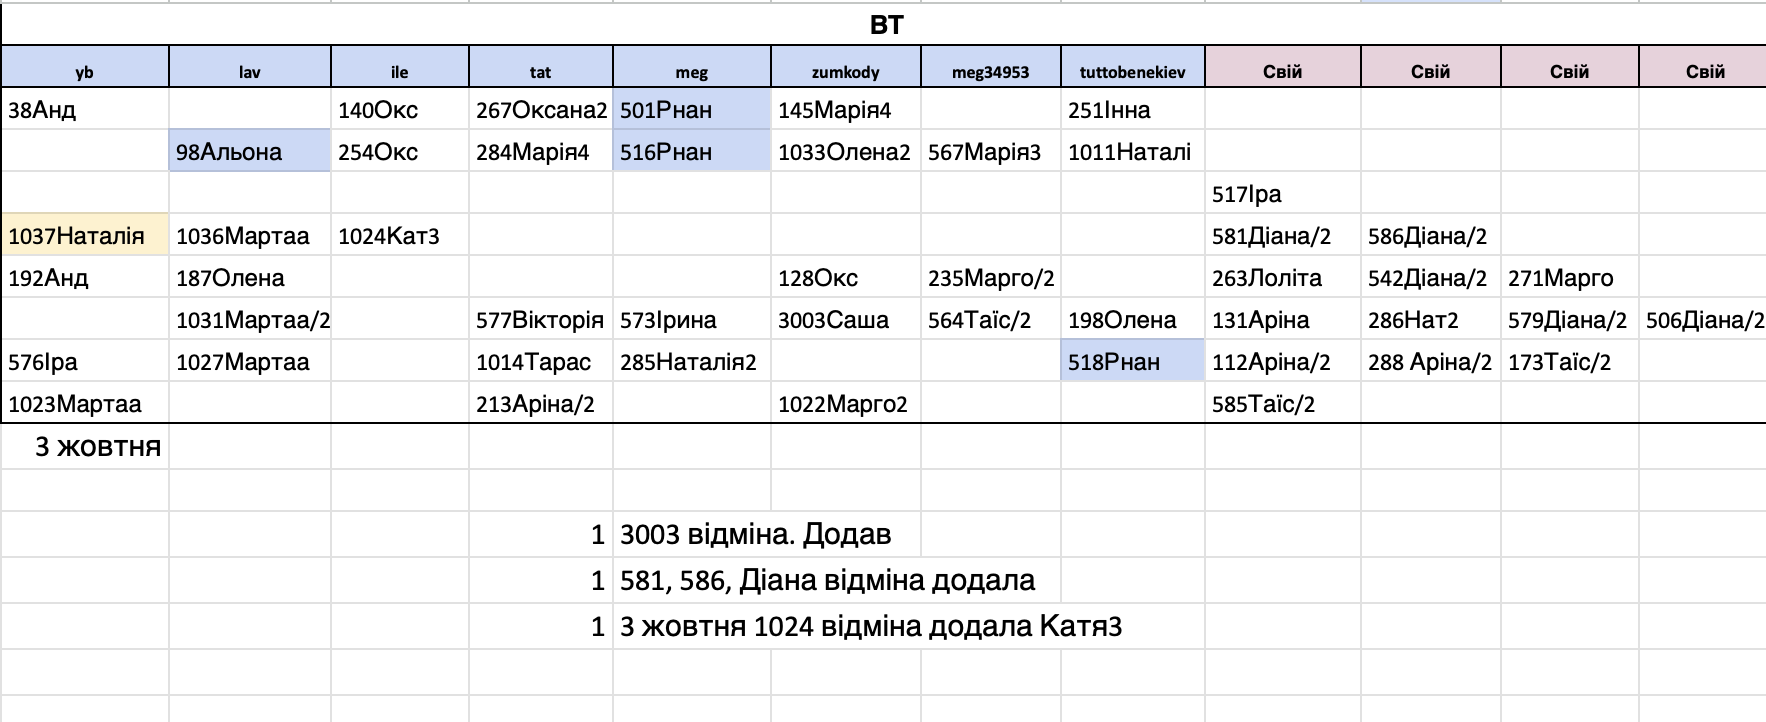 ВТ
yb lav ile tat meg zumkody meg34953 tuttobenekiev Свій Свій Свій Свій
38Анд 140Окс 267Оксана2 501Рнан 145Марія4 251Інна
98Альона 254Окс 284Марія4 516Рнан 1033Олена2 567Марія3 1011Наталі
517Іра
1037Наталія 1036Мартаа 1024Кат3 581Діана/2 586Діана/2
192Анд 187Олена 128Окс 235Марго/2 263Лоліта 542Діана/2 271Марго
1031Мартаа/2 577Вікторія 573Ірина 3003Саша 564Таїс/2 198Олена 131Аріна 286Нат2 579Діана/2 506Діана/2
576Іра 1027Мартаа 1014Тарас 285Наталія2 518Рнан 112Аріна/2 288 Аріна/2 173Таїс/2
1023Мартаа 213Аріна/2 1022Марго2 585Таїс/2
3 жовтня
1 3003 відміна. Додав
1 581, 586, Діана відміна додала
1 3 жовтня 1024 відміна додала Катя3